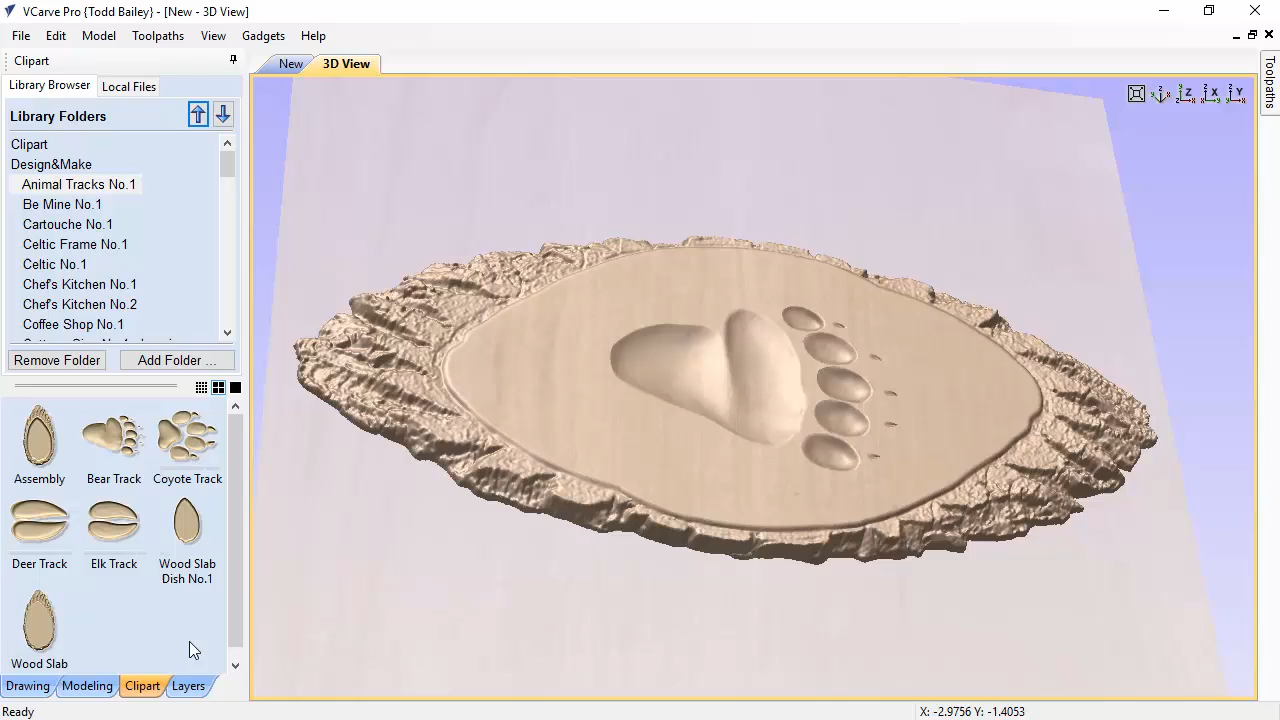 VCarve Pro {Todd Bailey} - [New - 3D View]
File Edit Model Toolpaths View Gadgets Help
Clipart
New 3D View
Library Browser Local Files
Library Folders
Clipart
Design&Make
Animal Tracks No.1
Be Mine No.1
Cartouche No.1
Celtic Frame No.1
Celtic No.1
Chef's Kitchen No.1
Chef's Kitchen No.2
Coffee Shop No.1
Remove Folder Add Folder ...
Assembly Bear Track Coyote Track
Deer Track Elk Track Wood Slab
Dish No.1
Wood Slab
Drawing Modeling Clipart Layers
Z X Y
Toolpaths
Ready X: -2.9756 Y: -1.4053